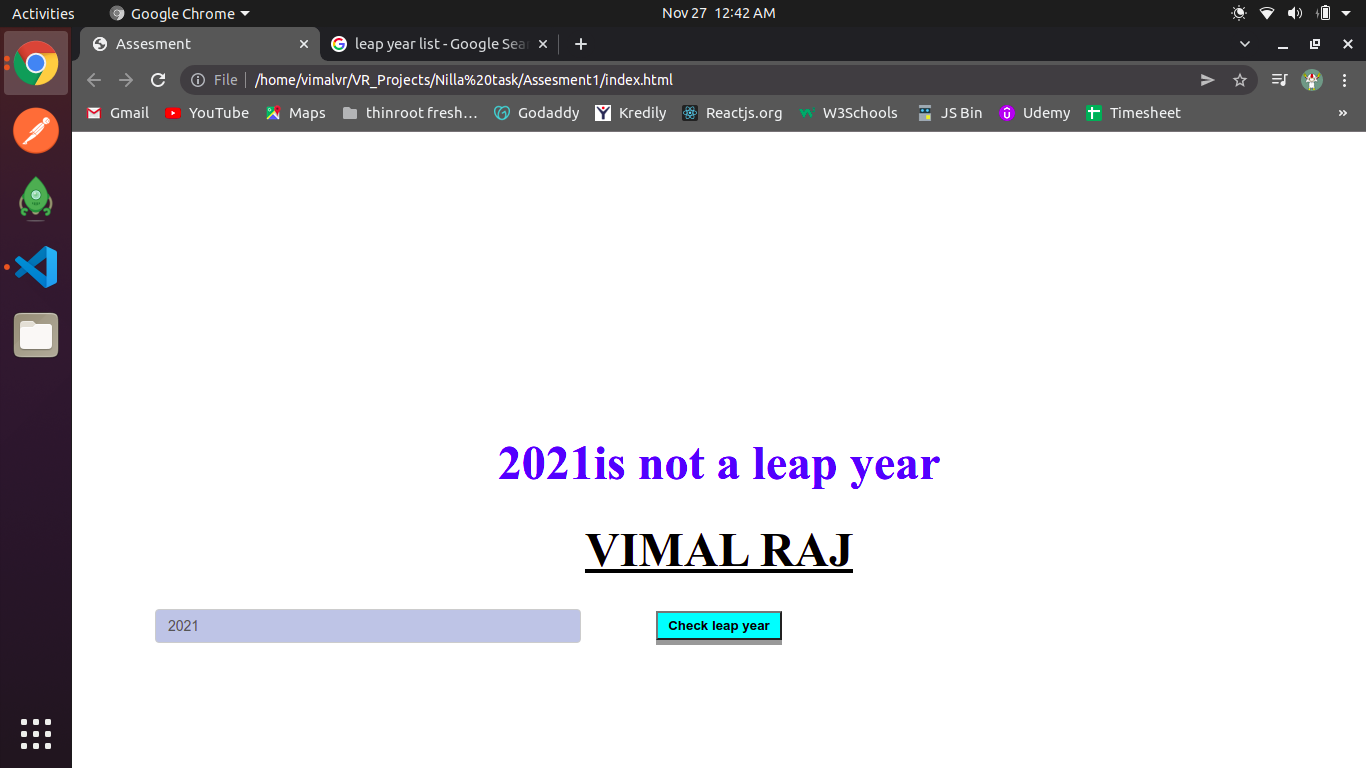 Activities Google Chrome Nov 27 12:42 AM
Assesment leap year list - Google Sea
File /home/vimalvr/VR_Projects/Nilla%20task/Assesment1/index.html
Gmail YouTube Maps thinroot fresh... Godaddy Kredily Reactjs.org W3Schools JS Bin Udemy Timesheet »
2021is not a leap year
VIMAL RAJ
2021 Check leap year